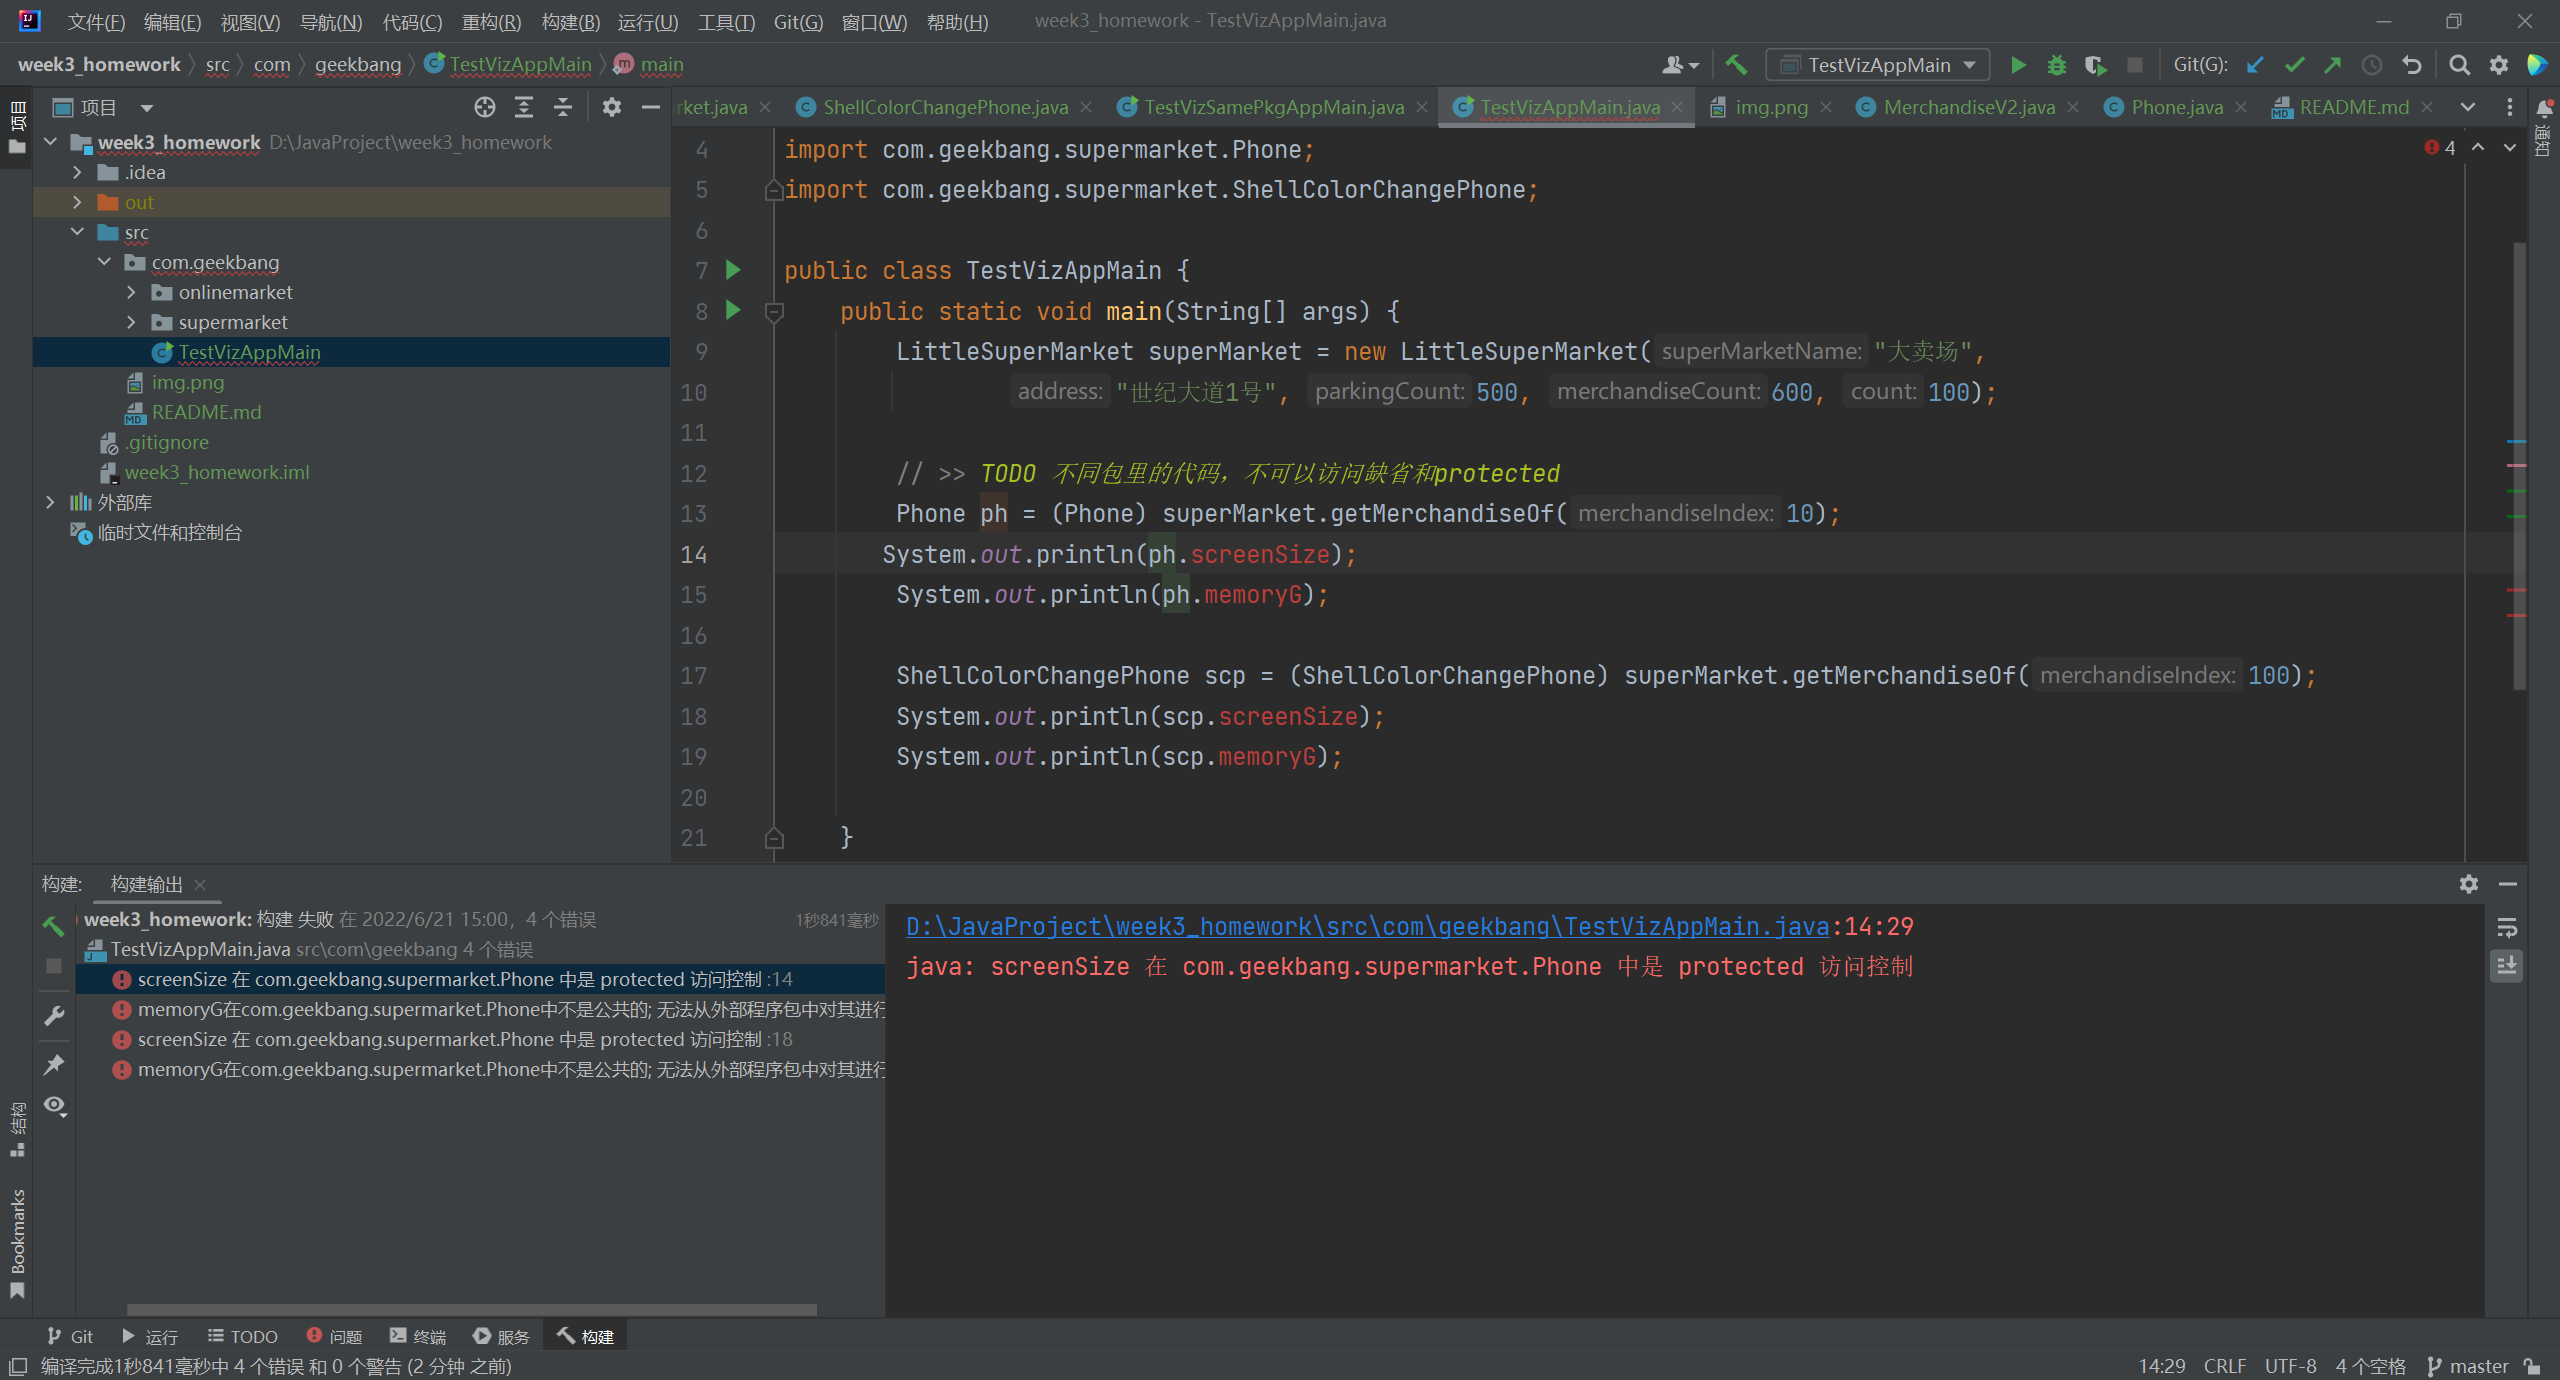 文件(F) 编辑(E) 视图(V) 导航(N) 代码(C) 重构(R) 构建(B) 运行(U) 工具(T) Git(G) 窗口(W) 帮助(H) week3_homework - TestVizAppMain.java
week3_homework src com geekbang TestVizAppMain main TestVizAppMain Git(G):
项目
项目
rket.java ShellColorChangePhone.java TestVizSamePkgAppMain.java TestVizAppMain.java img.png MerchandiseV2.java Phone.java README.md
通知
week3_homework D:\JavaProject\week3_homework
.idea
out
src
com.geekbang
onlinemarket
supermarket
TestVizAppMain
img.png
README.md
.gitignore
week3_homework.iml
外部库
临时文件和控制台
4
4 import com.geekbang.supermarket.Phone;
5 import com.geekbang.supermarket.ShellColorChangePhone;
6
7 public class TestVizAppMain {
8 public static void main(String[] args) {
9 LittleSuperMarket superMarket = new LittleSuperMarket( superMarketName: "大卖场",
10 address: "世纪大道1号", parkingCount: 500, merchandiseCount: 600, count: 100);
11
12 // >> TODO 不同包里的代码，不可以访问缺省和protected
13 Phone ph = (Phone) superMarket.getMerchandiseOf( merchandiseIndex: 10);
14 System.out.println(ph.screenSize);
15 System.out.println(ph.memoryG);
16
17 ShellColorChangePhone scp = (ShellColorChangePhone) superMarket.getMerchandiseOf( merchandiseIndex: 100);
18 System.out.println(scp.screenSize);
19 System.out.println(scp.memoryG);
20
21 }
构建: 构建输出
week3_homework: 构建 失败 在 2022/6/21 15:00，4 个错误 1秒841毫秒
TestVizAppMain.java src\com\geekbang 4 个错误
screenSize 在 com.geekbang.supermarket.Phone 中是 protected 访问控制 :14
memoryG在com.geekbang.supermarket.Phone中不是公共的; 无法从外部程序包中对其进行
screenSize 在 com.geekbang.supermarket.Phone 中是 protected 访问控制 :18
memoryG在com.geekbang.supermarket.Phone中不是公共的; 无法从外部程序包中对其进行
D:\JavaProject\week3_homework\src\com\geekbang\TestVizAppMain.java:14:29
java: screenSize 在 com.geekbang.supermarket.Phone 中是 protected 访问控制
结构
Bookmarks
Git 运行 TODO 问题 终端 服务 构建
编译完成1秒841毫秒中 4 个错误 和 0 个警告 (2 分钟 之前) 14:29 CRLF UTF-8 4 个空格 master